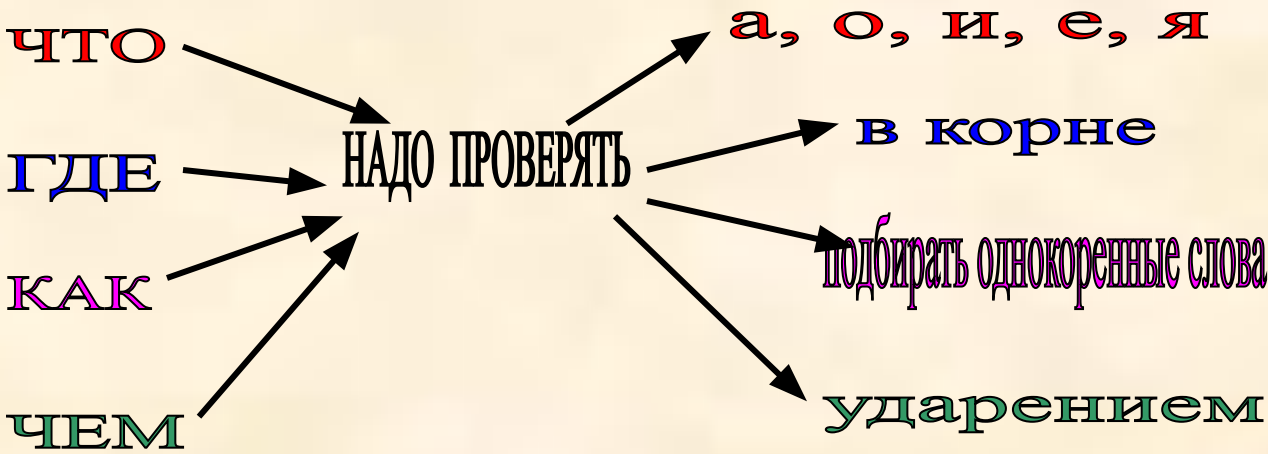 ЧТО
ГДЕ
КАК
ЧЕМ
НАДО ПРОВЕРЯТЬ
а, о, и, е, я
в корне
подбирать однокоренные слова
ударением